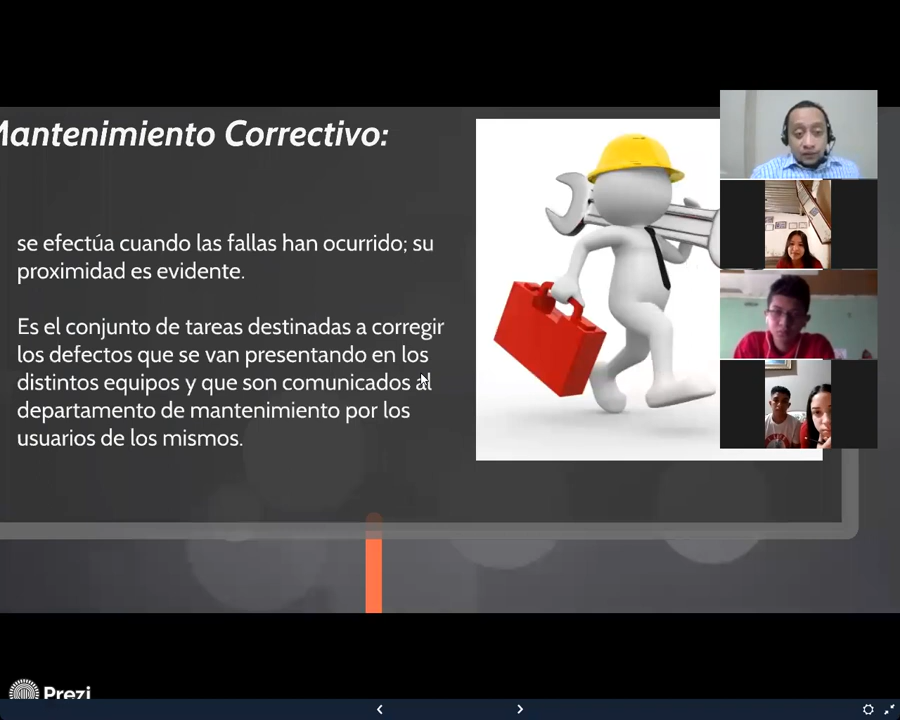 Mantenimiento Correctivo:
se efectúa cuando las fallas han ocurrido; su
proximidad es evidente.
Es el conjunto de tareas destinadas a corregir
los defectos que se van presentando en los
distintos equipos y que son comunicados al
departamento de mantenimiento por los
usuarios de los mismos.
Prezi